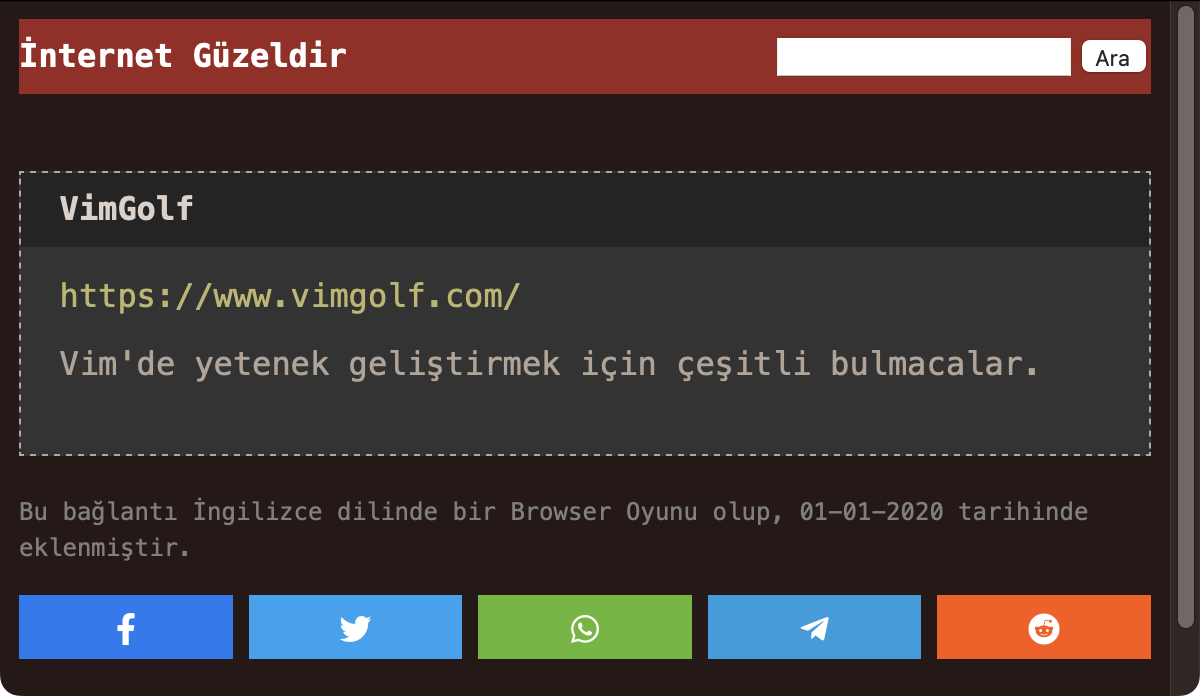 İnternet Güzeldir
Ara
VimGolf
https://www.vimgolf.com/
Vim'de yetenek geliştirmek için çeşitli bulmacalar.
Bu bağlantı İngilizce dilinde bir Browser Oyunu olup, 01-01-2020 tarihinde
eklenmiştir.